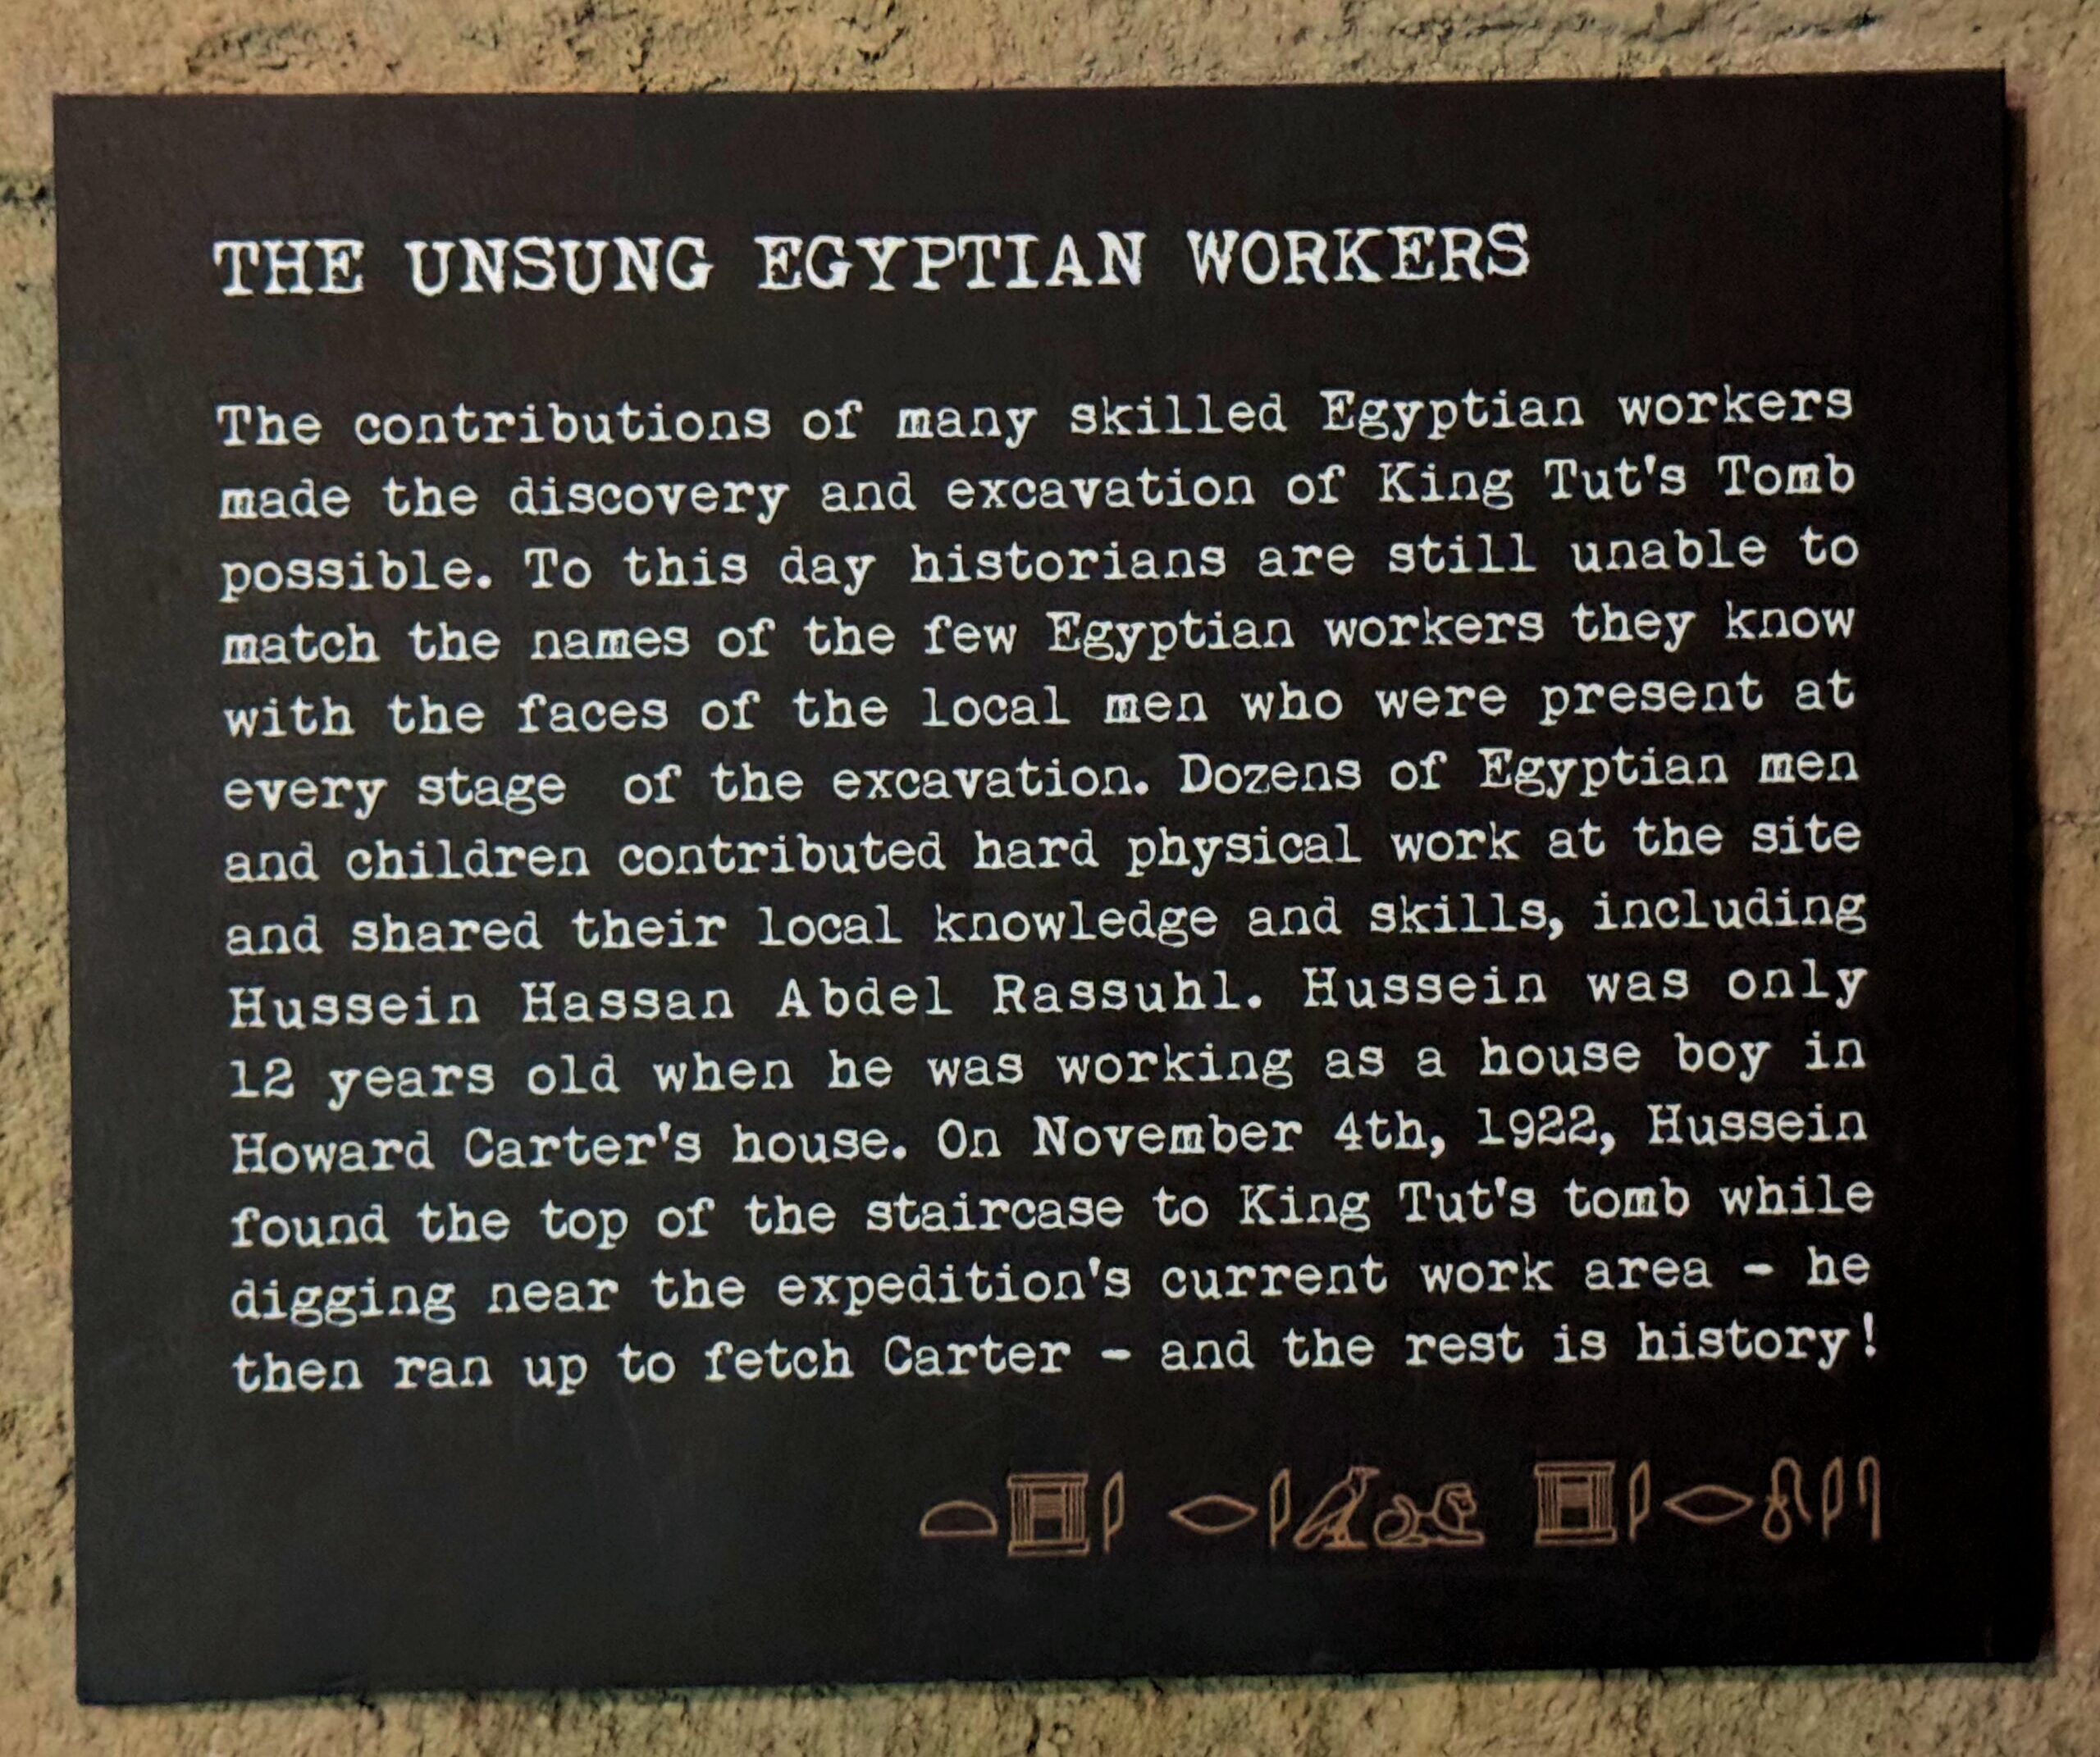 THE UNSUNG EGYPTIAN WORKERS
The contributions of many skilled Egyptian workers
made the discovery and excavation of King Tut's Tomb
possible. To this day historians are still unable to
match the names of the few Egyptian workers they know
with the faces of the local men who were present at
every stage  of the excavation. Dozens of Egyptian men
and children contributed hard physical work at the site
and shared their local knowledge and skills, including
Hussein Hassan Abdel Rassuhl. Hussein was only
12 years old when he was working as a house boy in
Howard Carter's house. On November 4th, 1922, Hussein
found the top of the staircase to King Tut's tomb while
digging near the expedition's current work area – he
then ran up to fetch Carter – and the rest is history!